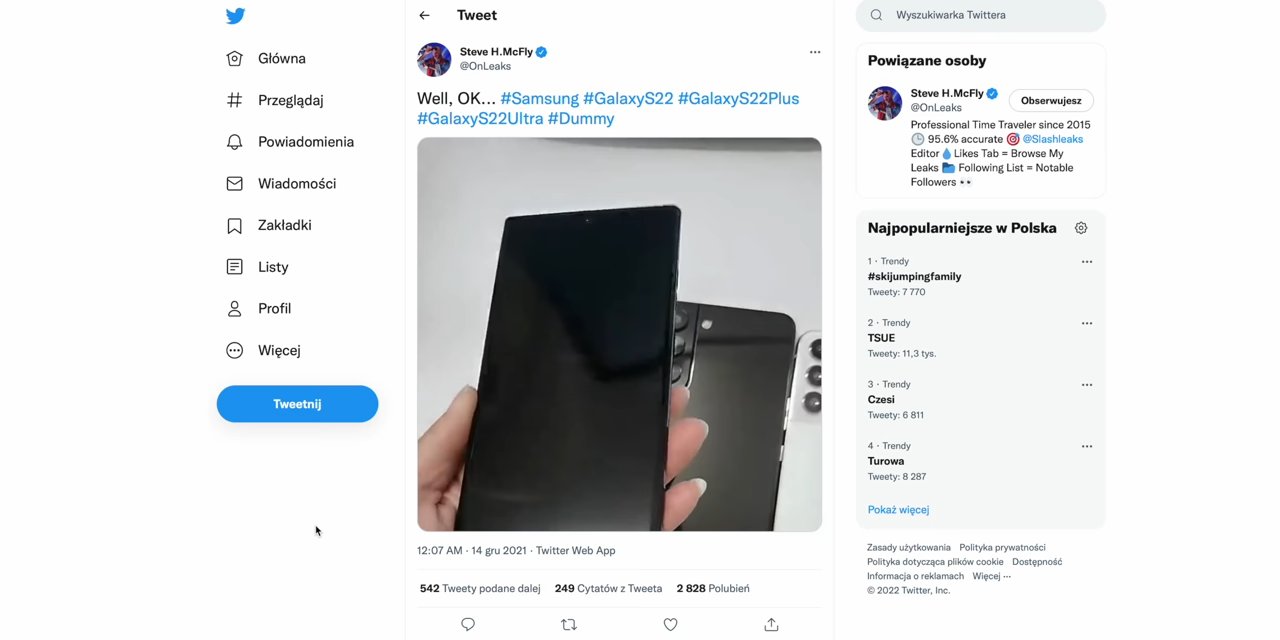 Główna
Przeglądaj
Powiadomienia
Wiadomości
Zakładki
Listy
Profil
Więcej
Tweetnij
Tweet
Steve H.McFly
@OnLeaks
Well, OK… #Samsung #GalaxyS22 #GalaxyS22Plus
#GalaxyS22Ultra #Dummy
12:07 AM · 14 gru 2021 · Twitter Web App
542 Tweety podane dalej 249 Cytatów z Tweeta 2 828 Polubień
Wyszukiwarka Twittera
Powiązane osoby
Steve H.McFly
@OnLeaks
Obserwujesz
Professional Time Traveler since 2015
🕒 95.6% accurate 🎯 @Slashleaks
Editor 💧 Likes Tab = Browse My
Leaks 📂 Following List = Notable
Followers 👀
Najpopularniejsze w Polska
1 · Trendy
#skijumpingfamily
Tweety: 7 770
2 · Trendy
TSUE
Tweety: 11,3 tys.
3 · Trendy
Czesi
Tweety: 6 811
4 · Trendy
Turowa
Tweety: 8 287
Pokaż więcej
Zasady użytkowania Polityka prywatności
Polityka dotycząca plików cookie Dostępność
Informacja o reklamach Więcej ···
© 2022 Twitter, Inc.